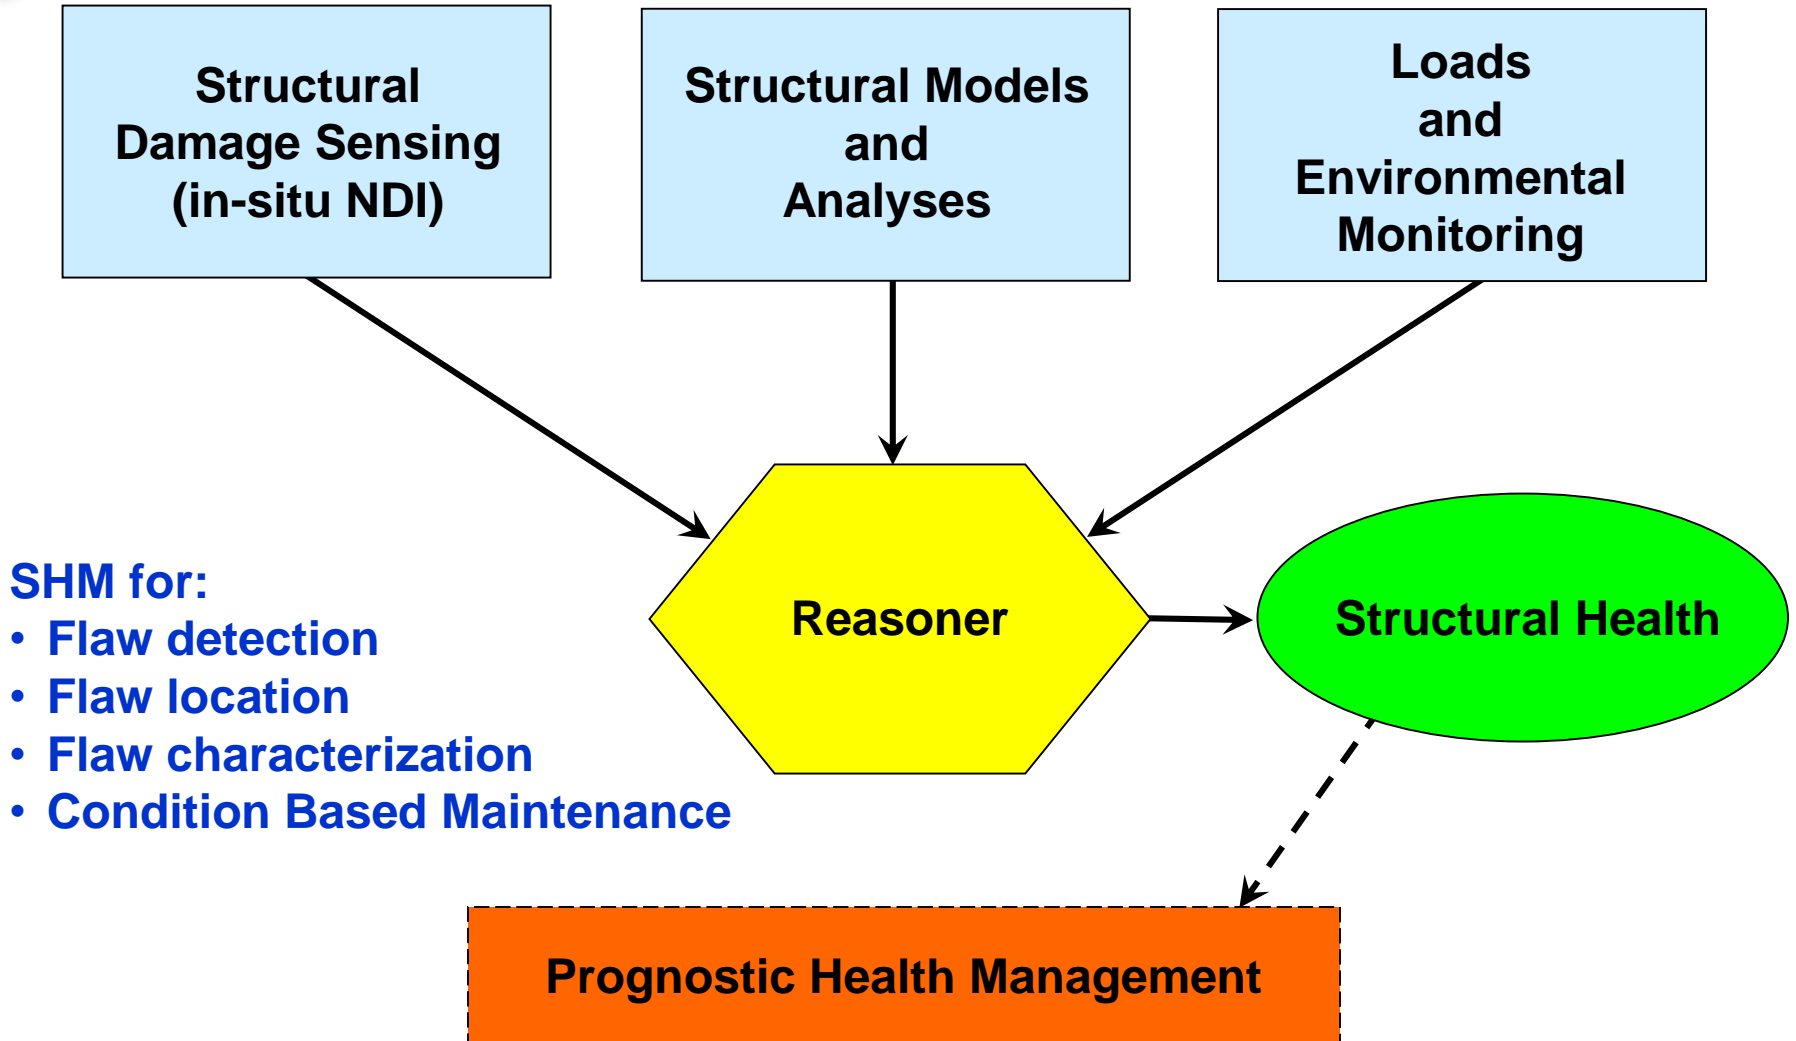 Structural
Damage Sensing
(in-situ NDI)
Structural Models
and
Analyses
Loads
and
Environmental
Monitoring
Reasoner
Structural Health
SHM for:
• Flaw detection
• Flaw location
• Flaw characterization
• Condition Based Maintenance
Prognostic Health Management